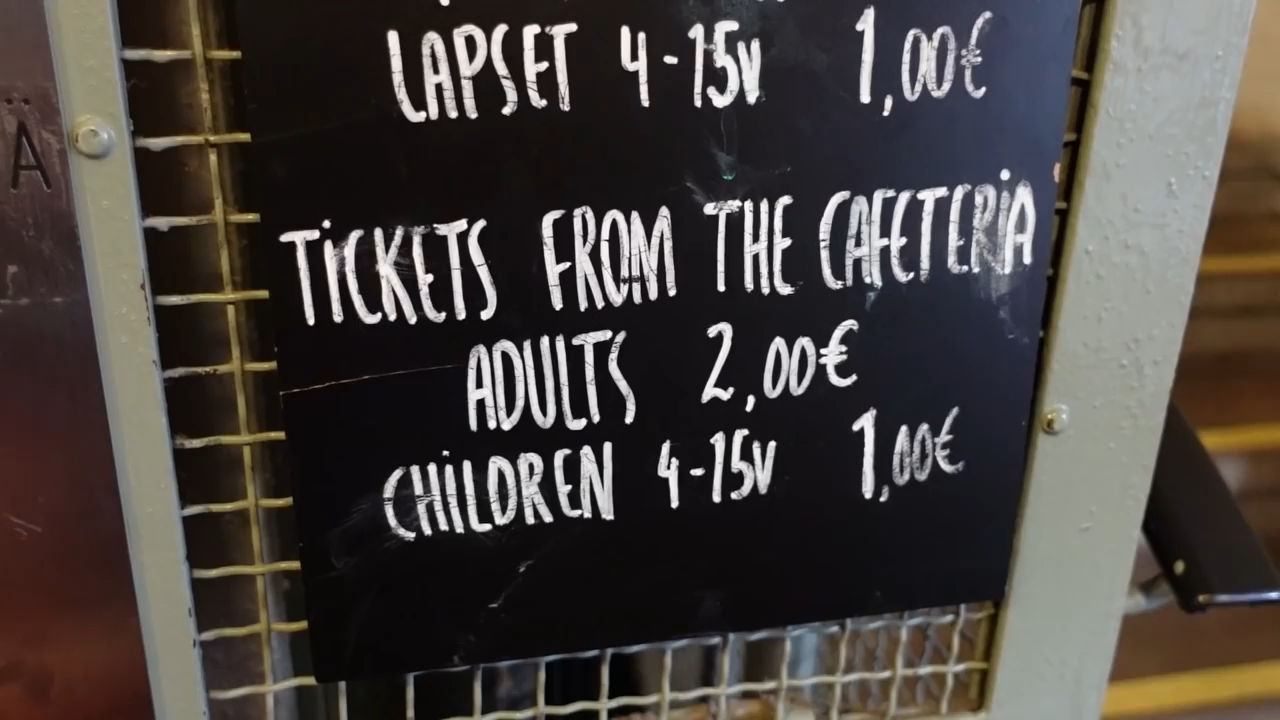 LAPSET 4-15v 1,00€
Ä
TiCKETS FROM THE CAFETERiA
ADULTS 2,00€
CHiLDREN 4-15V 1,00€